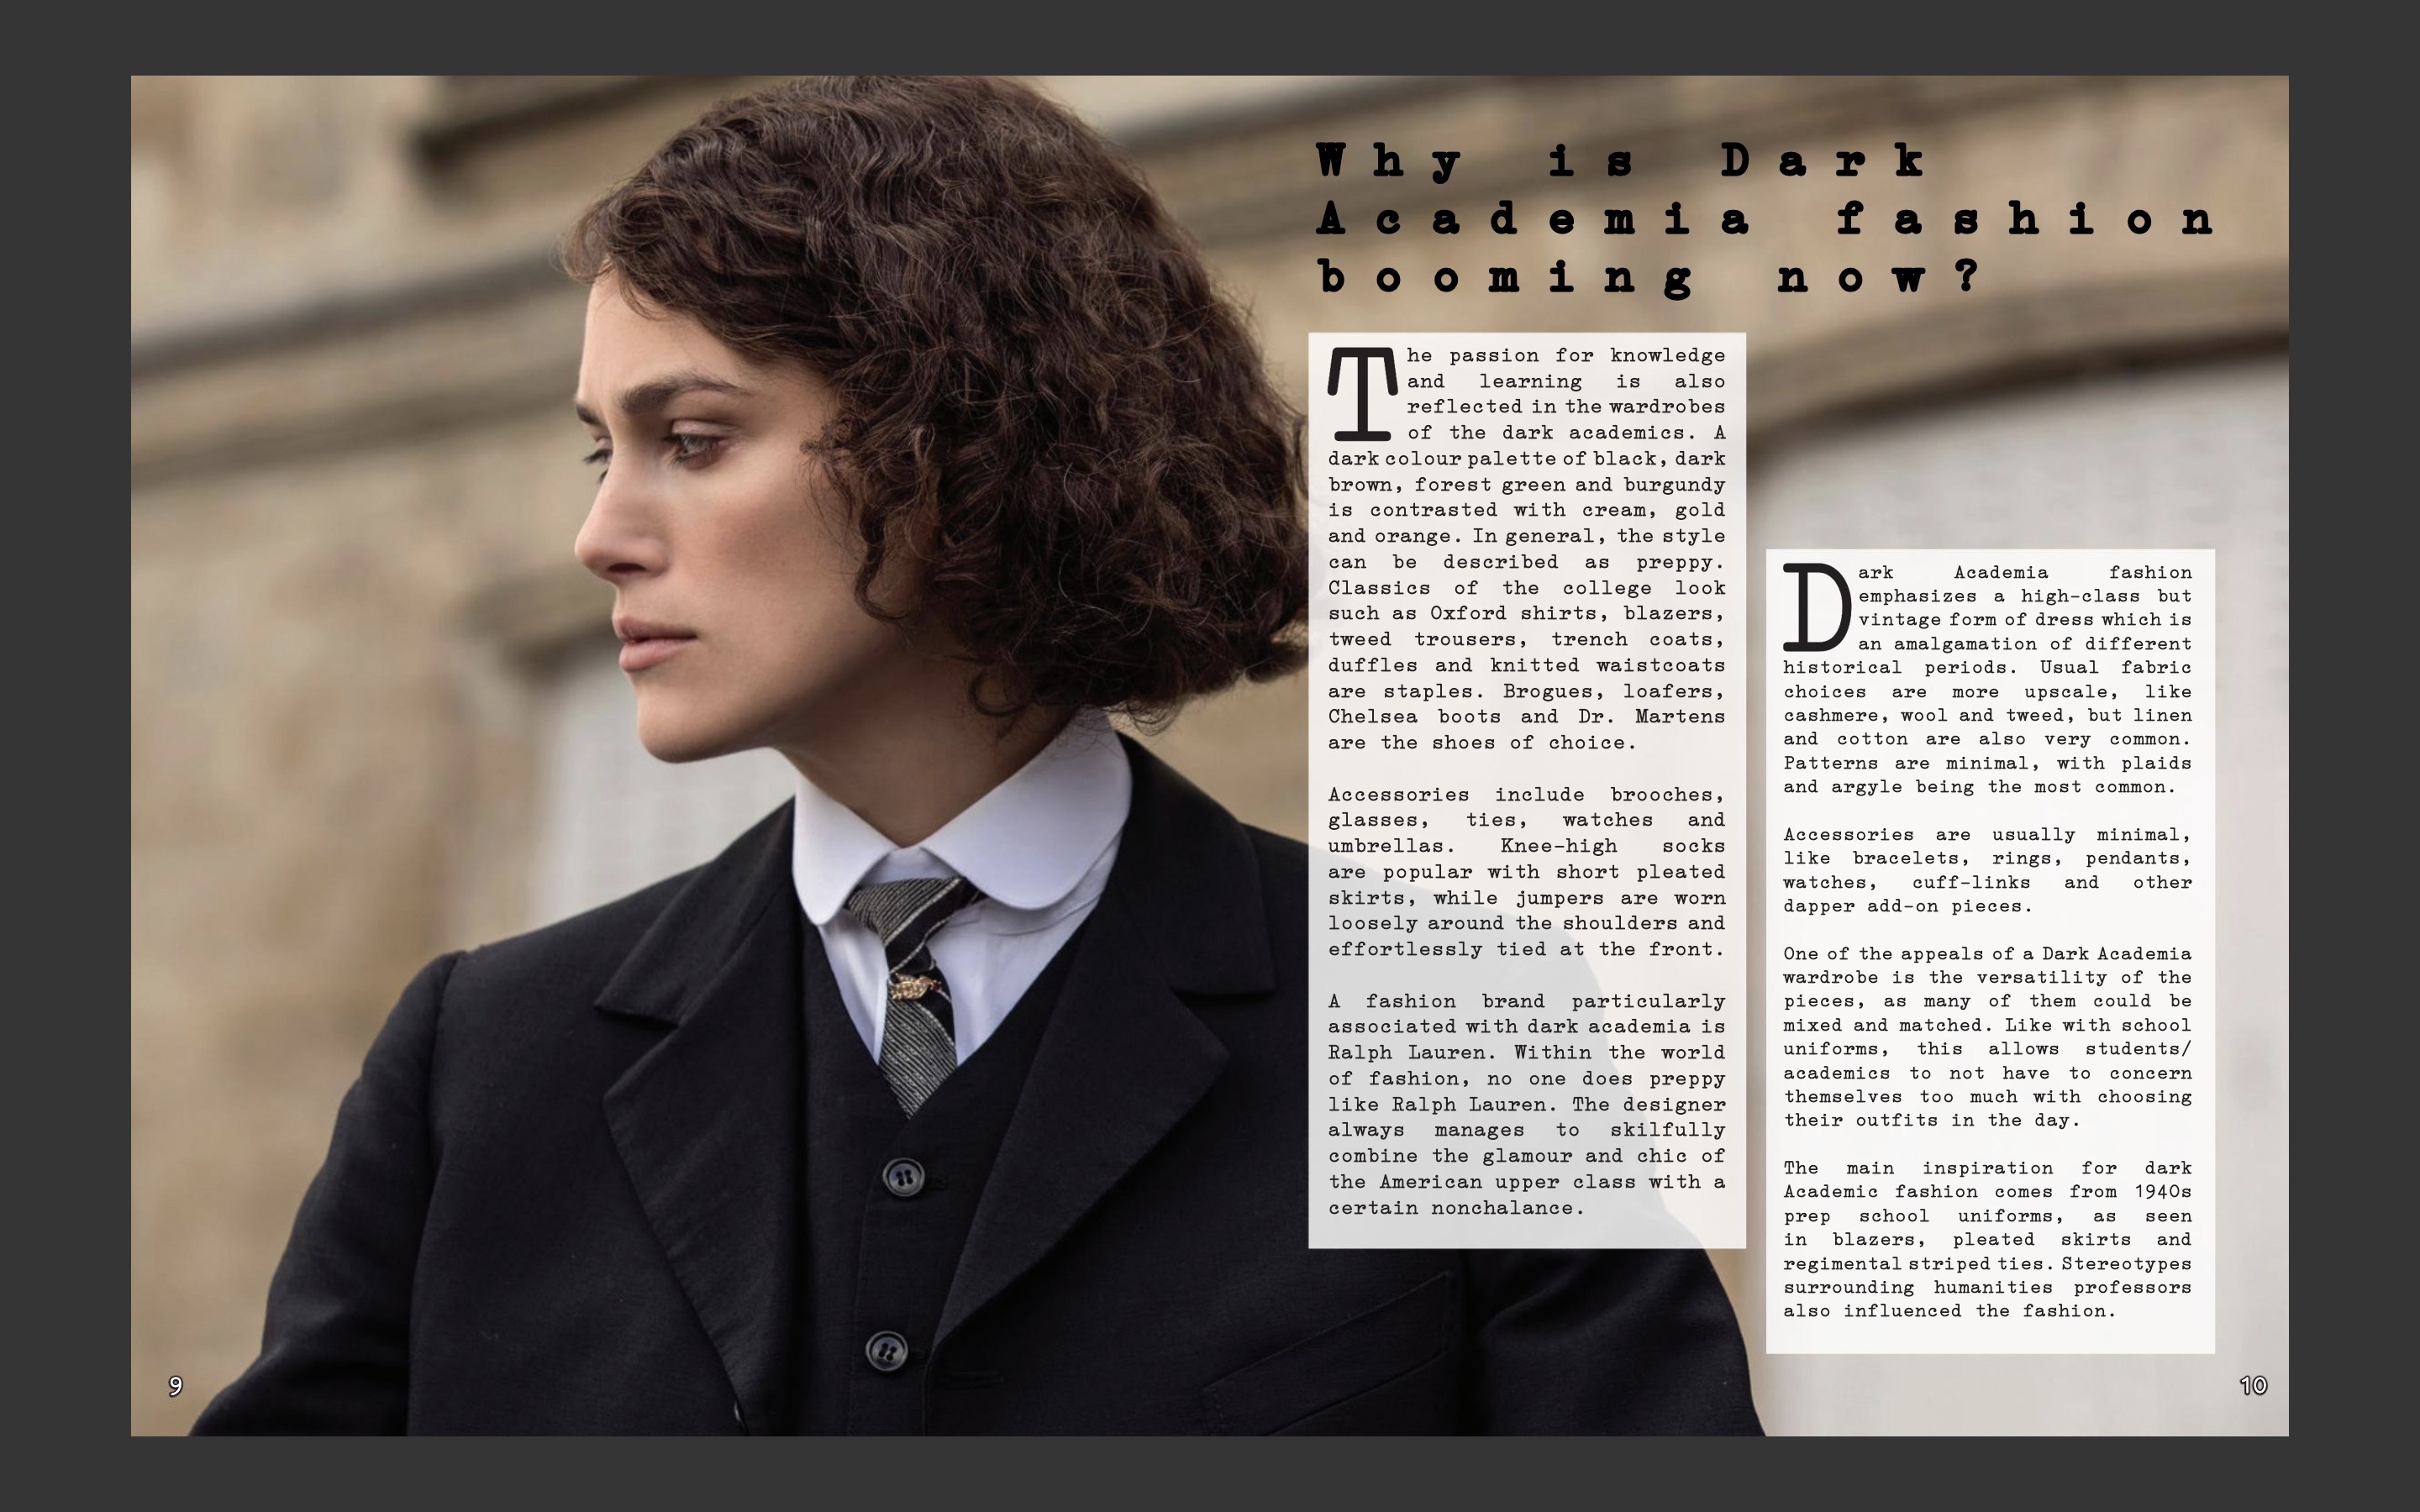 Why is Dark
Academia fashion
booming now?
The passion for knowledge
and learning is also
reflected in the wardrobes
of the dark academics. A
dark colour palette of black, dark
brown, forest green and burgundy
is contrasted with cream, gold
and orange. In general, the style
can be described as preppy.
Classics of the college look
such as Oxford shirts, blazers,
tweed trousers, trench coats,
duffles and knitted waistcoats
are staples. Brogues, loafers,
Chelsea boots and Dr. Martens
are the shoes of choice.
Accessories include brooches,
glasses, ties, watches and
umbrellas. Knee-high socks
are popular with short pleated
skirts, while jumpers are worn
loosely around the shoulders and
effortlessly tied at the front.
A fashion brand particularly
associated with dark academia is
Ralph Lauren. Within the world
of fashion, no one does preppy
like Ralph Lauren. The designer
always manages to skilfully
combine the glamour and chic of
the American upper class with a
certain nonchalance.
Dark Academia fashion
emphasizes a high-class but
vintage form of dress which is
an amalgamation of different
historical periods. Usual fabric
choices are more upscale, like
cashmere, wool and tweed, but linen
and cotton are also very common.
Patterns are minimal, with plaids
and argyle being the most common.
Accessories are usually minimal,
like bracelets, rings, pendants,
watches, cuff-links and other
dapper add-on pieces.
One of the appeals of a Dark Academia
wardrobe is the versatility of the
pieces, as many of them could be
mixed and matched. Like with school
uniforms, this allows students/
academics to not have to concern
themselves too much with choosing
their outfits in the day.
The main inspiration for dark
Academic fashion comes from 1940s
prep school uniforms, as seen
in blazers, pleated skirts and
regimental striped ties. Stereotypes
surrounding humanities professors
also influenced the fashion.
9
10